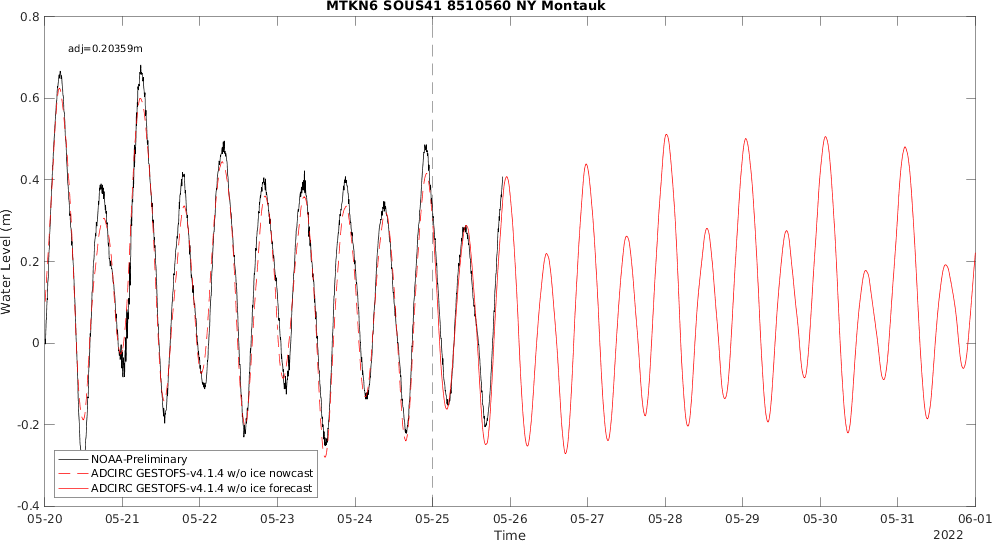 MTKN6 SOUS41 8510560 NY Montauk
0.8
adj=0.20359m
0.6
0.4
0.2
0
-0.2
-0.4
Water Level (m)
NOAA-Preliminary
ADCIRC GESTOFS-v4.1.4 w/o ice nowcast
ADCIRC GESTOFS-v4.1.4 w/o ice forecast
05-20 05-21 05-22 05-23 05-24 05-25 05-26 05-27 05-28 05-29 05-30 05-31 06-01
Time
2022